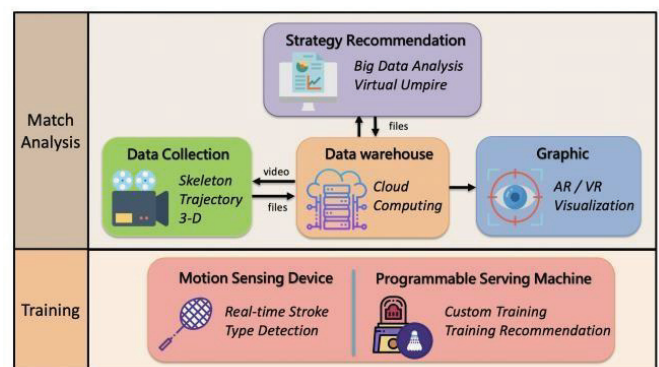 Match
Analysis
Strategy Recommendation
Big Data Analysis
Virtual Umpire
files
Data Collection
Skeleton
Trajectory
3-D
video
files
Data warehouse
Cloud
Computing
Graphic
AR / VR
Visualization
Training
Motion Sensing Device
Real-time Stroke
Type Detection
Programmable Serving Machine
Custom Training
Training Recommendation